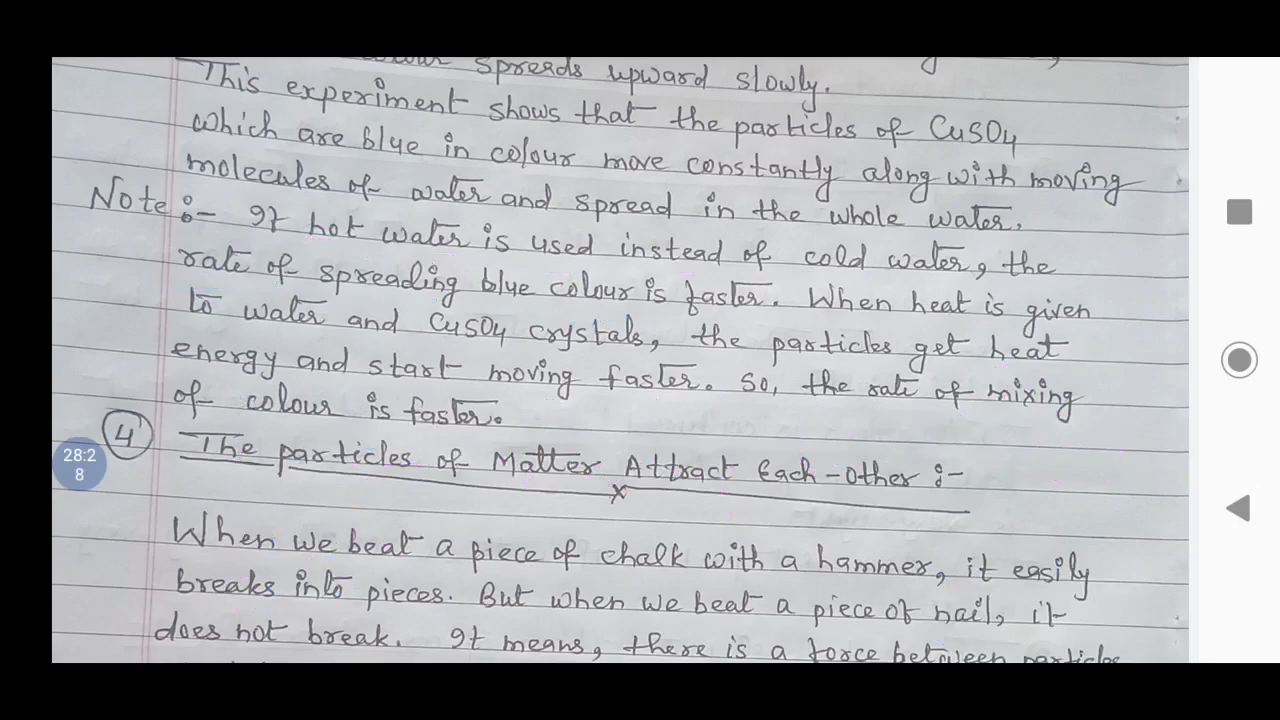 spreads upward slowly.
This experiment shows that the particles of CuSO4
which are blue in colour move constantly along with moving
molecules of water and spread in the whole water.
Note :- If hot water is used instead of cold water, the
rate of spreading blue colour is faster. When heat is given
to water and CuSO4 crystals, the particles get heat
energy and start moving faster. So, the rate of mixing
of colour is faster.
4 The particles of Matter Attract Each-Other :-
x
28:2
8
When we beat a piece of chalk with a hammer, it easily
breaks into pieces. But when we beat a piece of nail, it
does not break. It means, there is a force between particles